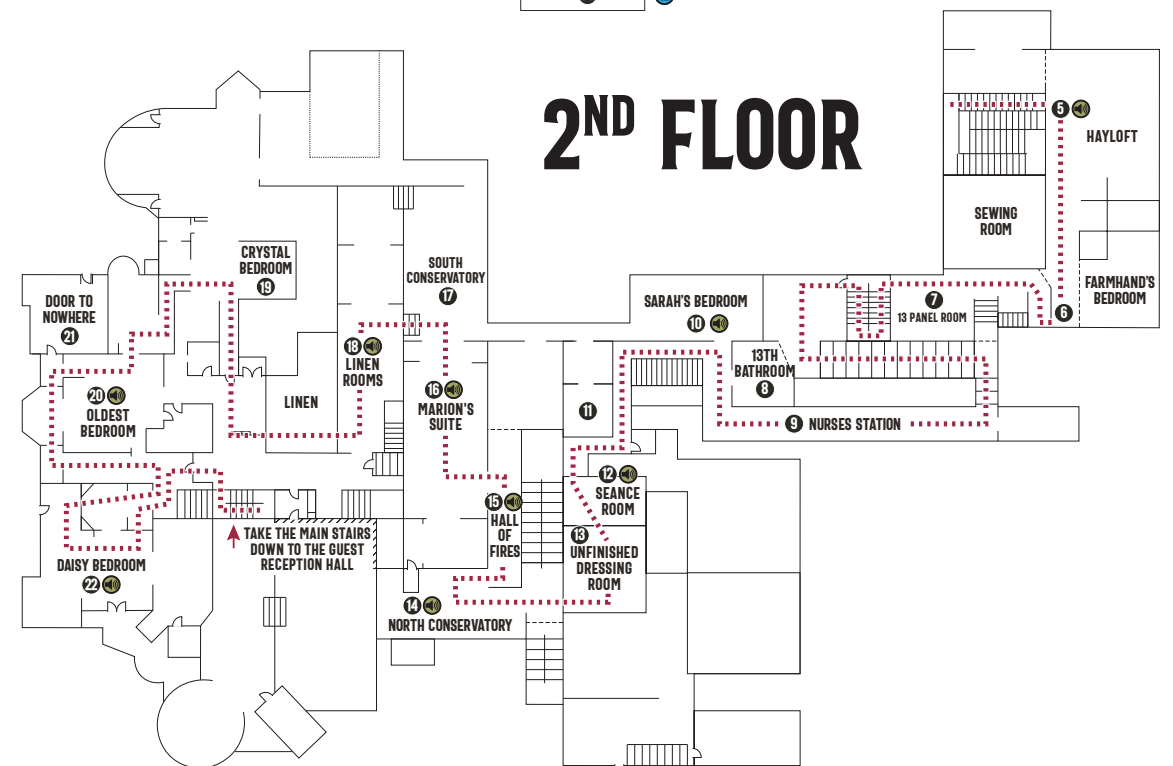 2ND FLOOR
5
HAYLOFT
SEWING
ROOM
FARMHAND'S
BEDROOM
6
7
13 PANEL ROOM
13TH
BATHROOM
8
9 NURSES STATION
SARAH'S BEDROOM
10
11
12
SEANCE
ROOM
13
UNFINISHED
DRESSING
ROOM
14
NORTH CONSERVATORY
15
HALL
OF
FIRES
16
MARION'S
SUITE
SOUTH
CONSERVATORY
17
18
LINEN
ROOMS
LINEN
CRYSTAL
BEDROOM
19
DOOR TO
NOWHERE
21
20
OLDEST
BEDROOM
DAISY BEDROOM
22
TAKE THE MAIN STAIRS
DOWN TO THE GUEST
RECEPTION HALL